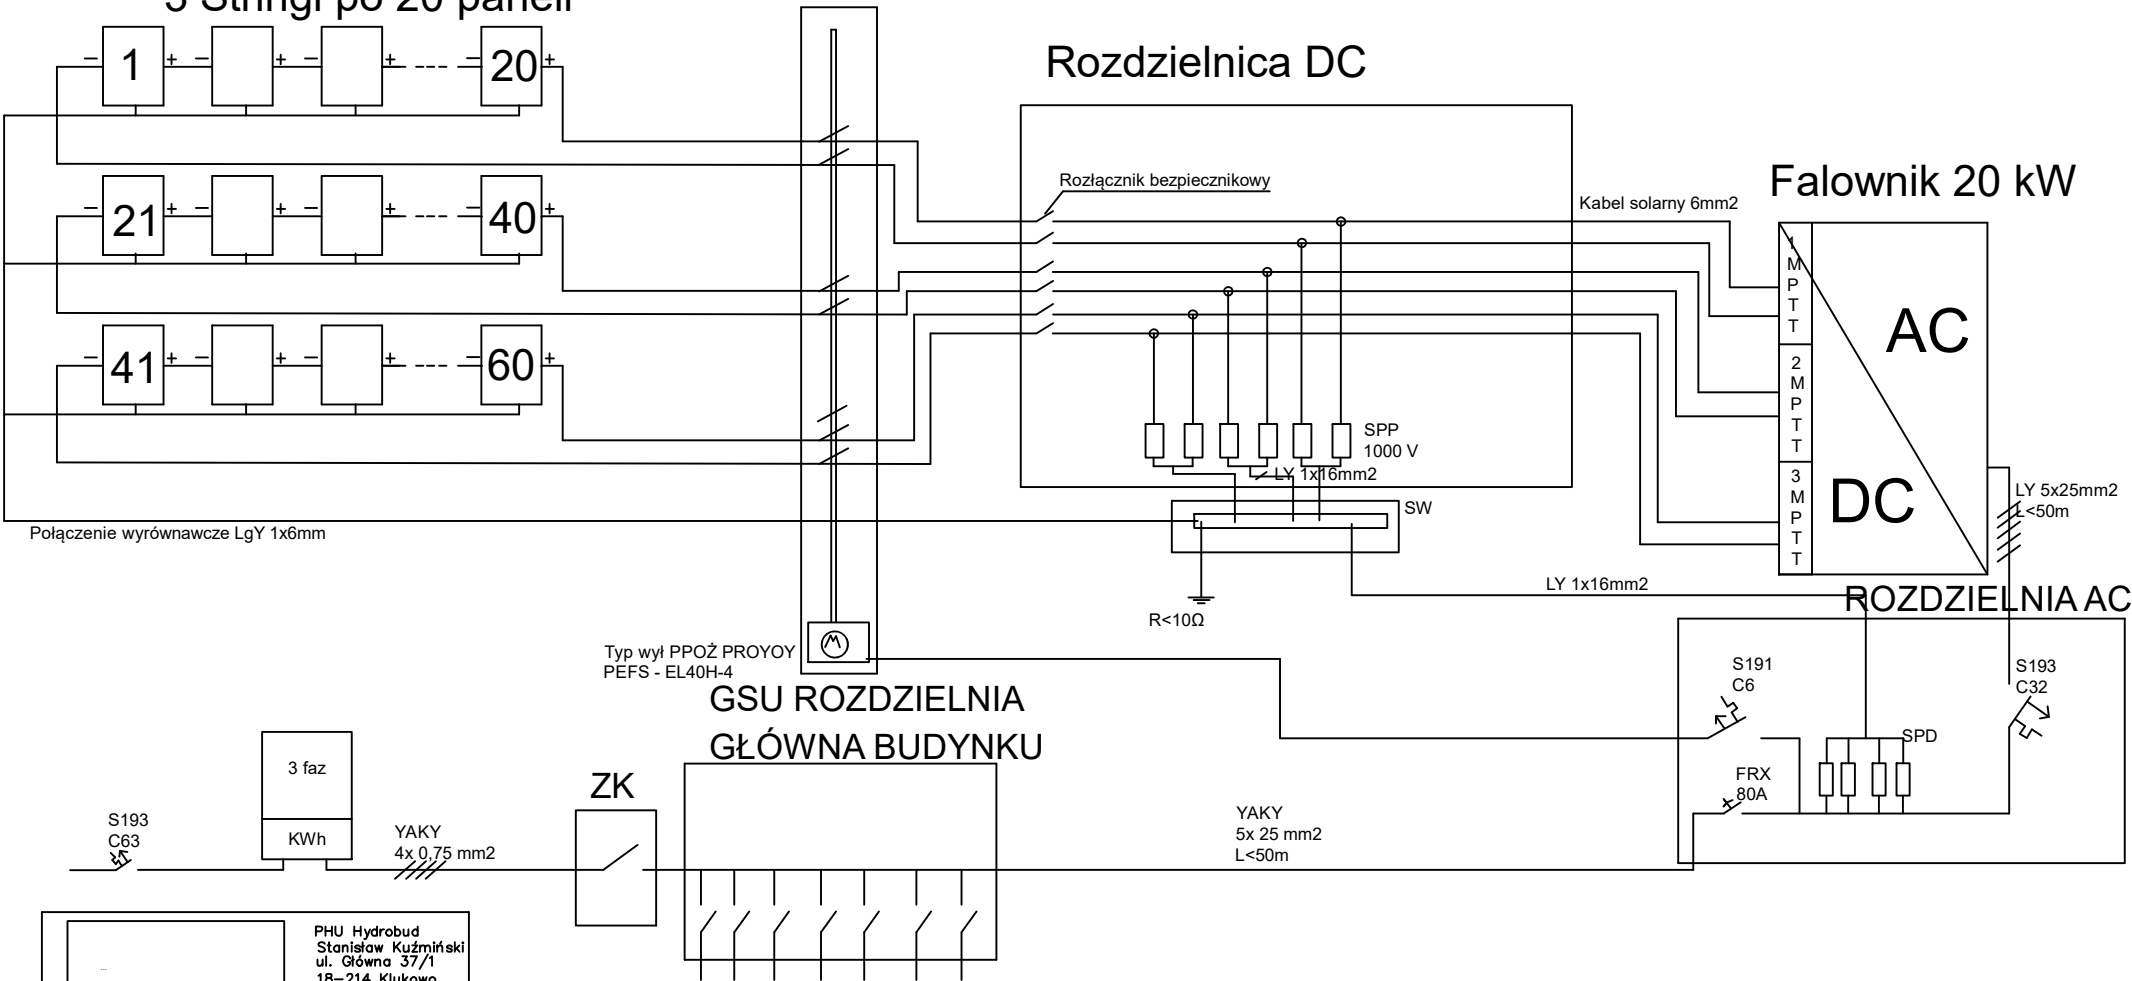 3 Stringi po 20 paneli
1
20
21
40
41
60
Połączenie wyrównawcze LgY 1x6mm
Rozdzielnica DC
Rozłącznik bezpiecznikowy
Kabel solarny 6mm2
SPP
1000 V
LY 1x16mm2
SW
R<10Ω
LY 1x16mm2
Falownik 20 kW
1
M
P
T
T
2
M
P
T
T
3
M
P
T
T
AC
DC
LY 5x25mm2
L<50m
ROZDZIELNIA AC
S191
C6
S193
C32
SPD
FRX
80A
Typ wył PPOŻ PROYOY
PEFS - EL40H-4
GSU ROZDZIELNIA
GŁÓWNA BUDYNKU
3 faz
KWh
S193
C63
YAKY
4x 0,75 mm2
ZK
YAKY
5x 25 mm2
L<50m
PHU Hydrobud
Stanisław Kuźmiński
ul. Główna 37/1
18-214 Klukowo